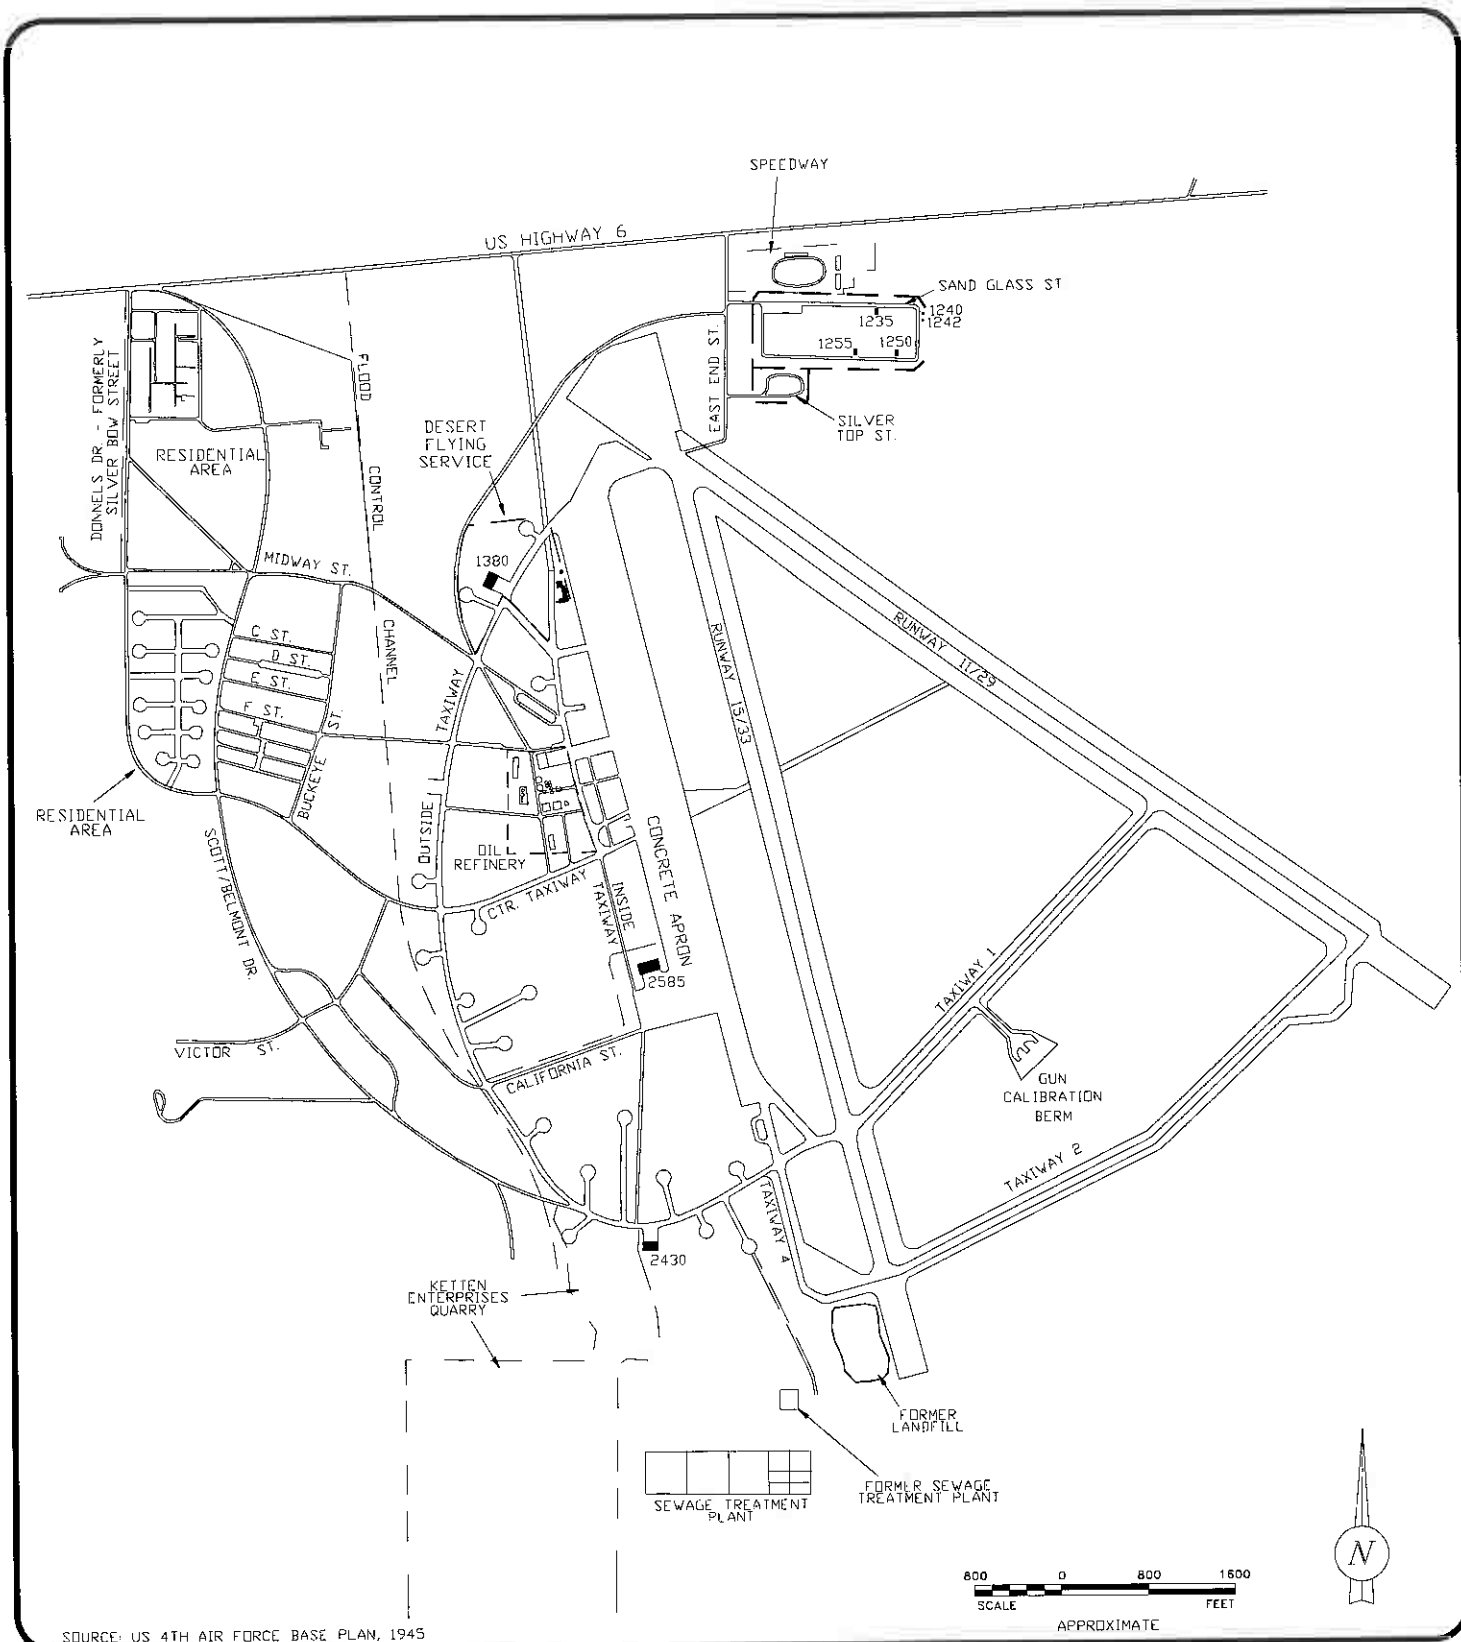 SPEEDWAY
US HIGHWAY 6
SAND GLASS ST
1240
1235
1242
1255
1250
DONNELS DR. - FORMERLY
SILVER BOW STREET
FLOOD
EAST END ST.
SILVER
TOP ST.
DESERT
FLYING
SERVICE
RESIDENTIAL
AREA
CONTROL
1380
MIDWAY ST.
CHANNEL
C ST.
D ST.
E ST.
F ST.
ST.
BUCKEYE
TAXIWAY
OUTSIDE
RUNWAY 15/33
RUNWAY 11/29
RESIDENTIAL
AREA
SCOTT/BELMONT DR.
OIL
REFINERY
CTR. TAXIWAY
INSIDE
TAXIWAY
CONCRETE APRON
2585
TAXIWAY 1
VICTOR ST.
CALIFORNIA ST.
GUN
CALIBRATION
BERM
TAXIWAY 2
TAXIWAY 4
2430
KETTEN
ENTERPRISES
QUARRY
FORMER
LANDFILL
FORMER SEWAGE
TREATMENT PLANT
SEWAGE TREATMENT
PLANT
N
800 0 800 1600
SCALE FEET
APPROXIMATE
SOURCE: US 4TH AIR FORCE BASE PLAN, 1945